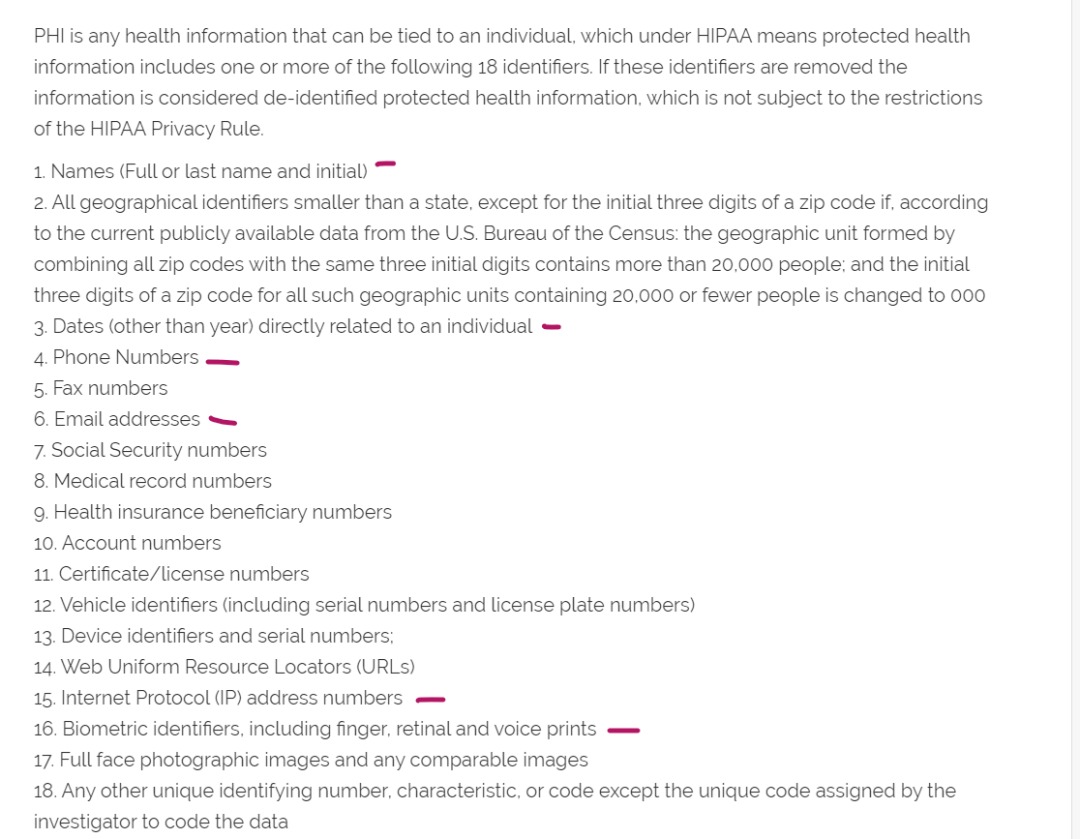 PHI is any health information that can be tied to an individual, which under HIPAA means protected health
information includes one or more of the following 18 identifiers. If these identifiers are removed the
information is considered de-identified protected health information, which is not subject to the restrictions
of the HIPAA Privacy Rule.
1. Names (Full or last name and initial)
2. All geographical identifiers smaller than a state, except for the initial three digits of a zip code if, according
to the current publicly available data from the U.S. Bureau of the Census: the geographic unit formed by
combining all zip codes with the same three initial digits contains more than 20,000 people; and the initial
three digits of a zip code for all such geographic units containing 20,000 or fewer people is changed to 000
3. Dates (other than year) directly related to an individual
4. Phone Numbers
5. Fax numbers
6. Email addresses
7. Social Security numbers
8. Medical record numbers
9. Health insurance beneficiary numbers
10. Account numbers
11. Certificate/license numbers
12. Vehicle identifiers (including serial numbers and license plate numbers)
13. Device identifiers and serial numbers;
14. Web Uniform Resource Locators (URLs)
15. Internet Protocol (IP) address numbers
16. Biometric identifiers, including finger, retinal and voice prints
17. Full face photographic images and any comparable images
18. Any other unique identifying number, characteristic, or code except the unique code assigned by the
investigator to code the data